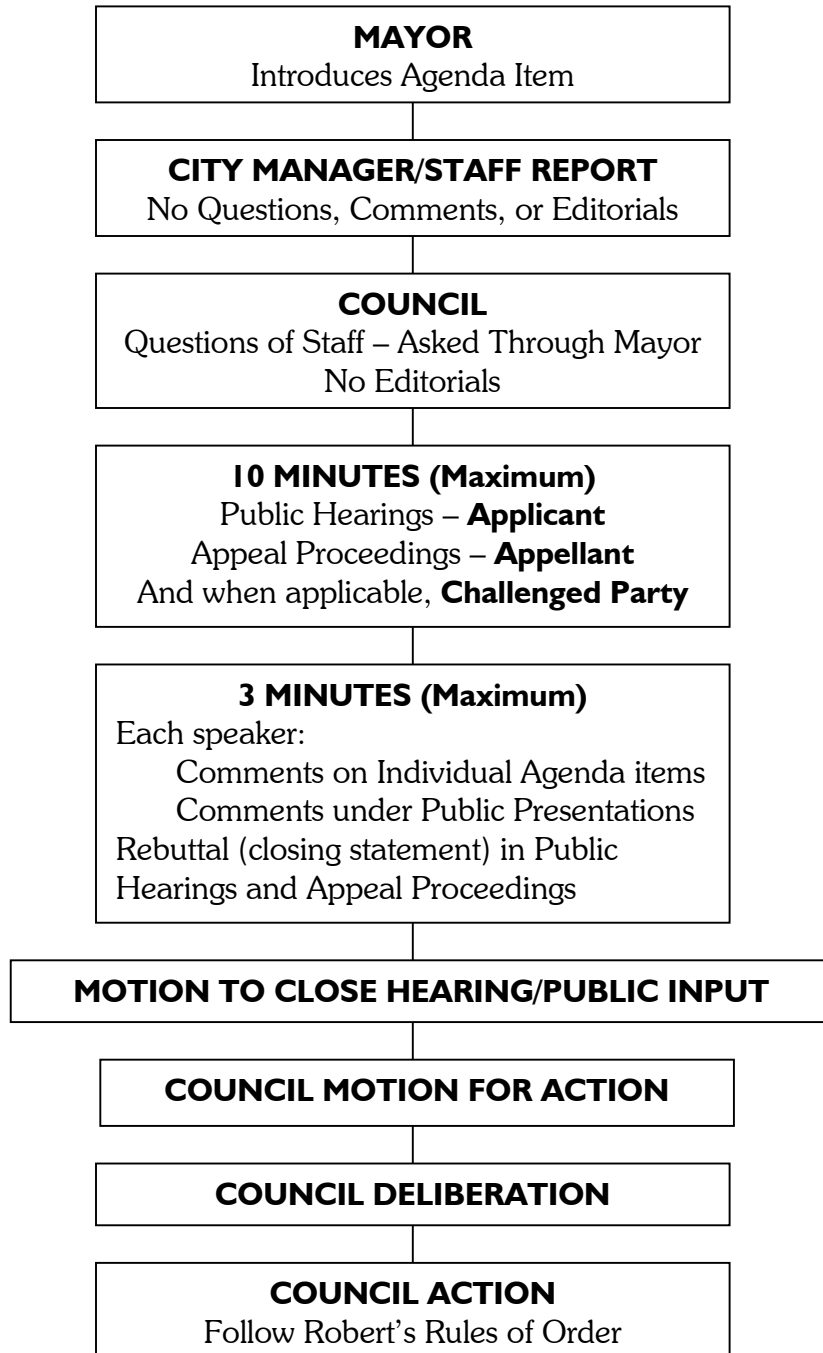 MAYOR
Introduces Agenda Item
CITY MANAGER/STAFF REPORT
No Questions, Comments, or Editorials
COUNCIL
Questions of Staff – Asked Through Mayor
No Editorials
10 MINUTES (Maximum)
Public Hearings – Applicant
Appeal Proceedings – Appellant
And when applicable, Challenged Party
3 MINUTES (Maximum)
Each speaker:
Comments on Individual Agenda items
Comments under Public Presentations
Rebuttal (closing statement) in Public
Hearings and Appeal Proceedings
MOTION TO CLOSE HEARING/PUBLIC INPUT
COUNCIL MOTION FOR ACTION
COUNCIL DELIBERATION
COUNCIL ACTION
Follow Robert’s Rules of Order